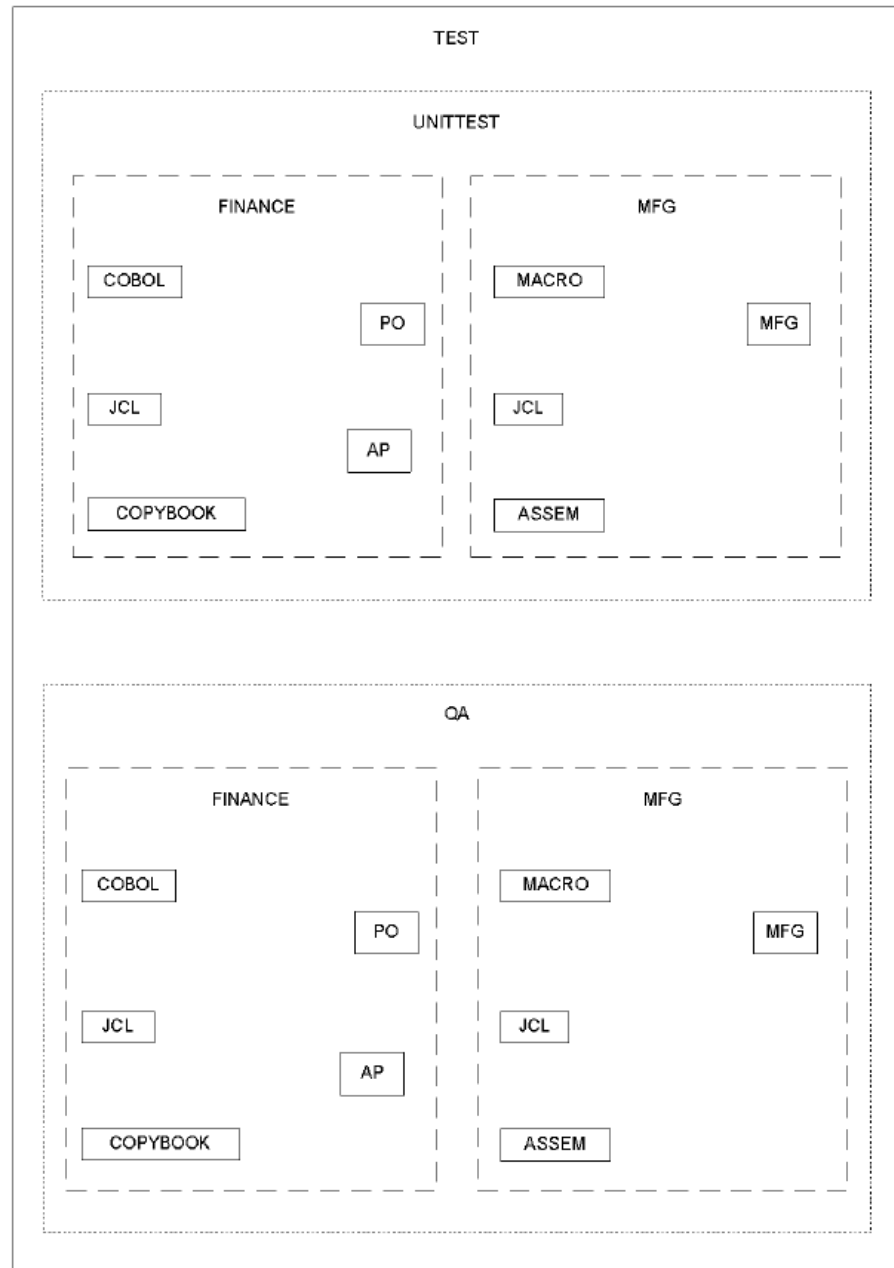 TEST
UNITTEST
FINANCE
MFG
COBOL
MACRO
PO
MFG
JCL
JCL
AP
COPYBOOK
ASSEM
QA
FINANCE
MFG
COBOL
MACRO
PO
MFG
JCL
JCL
AP
COPYBOOK
ASSEM